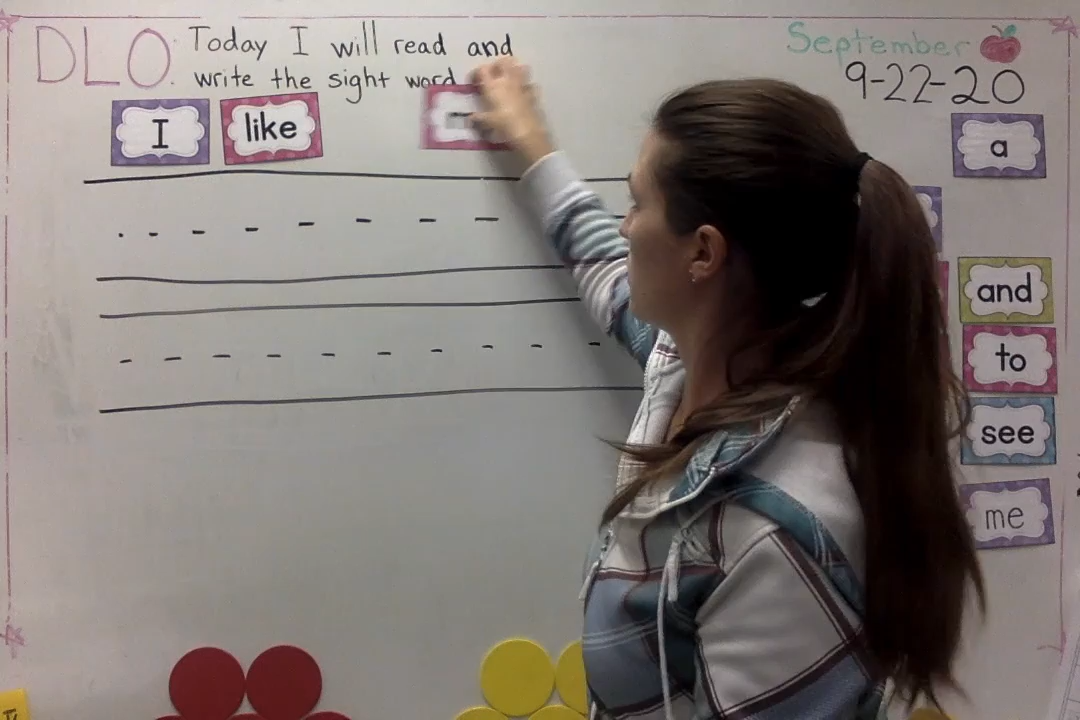 DLO: Today I will read and
write the sight word
I like
September
9-22-20
a
and
to
see
me